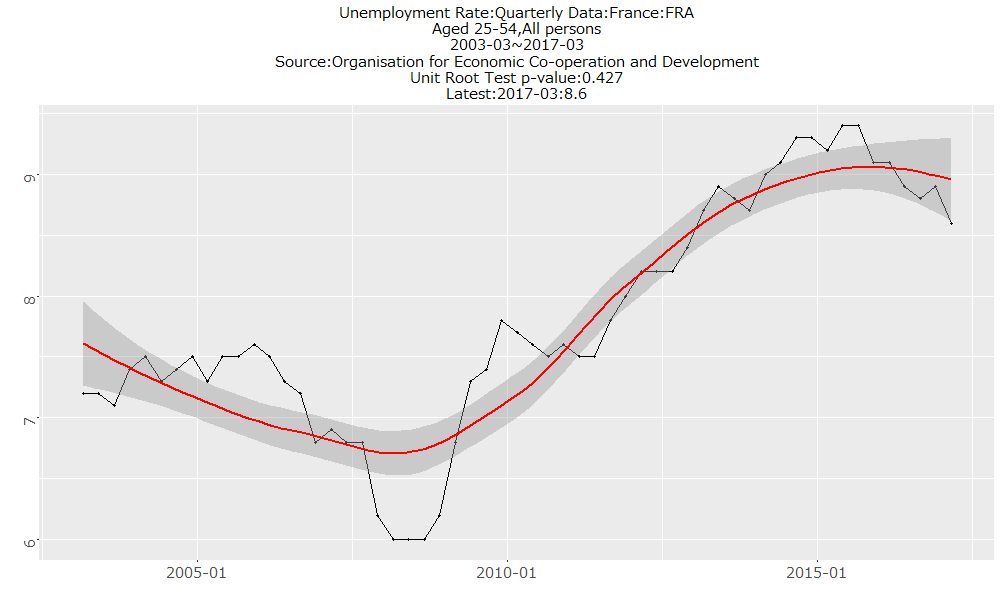 Unemployment Rate:Quarterly Data:France:FRA
Aged 25-54,All persons
2003-03~2017-03
Source:Organisation for Economic Co-operation and Development
Unit Root Test p-value:0.427
Latest:2017-03:8.6
9
8
7
6
2005-01
2010-01
2015-01